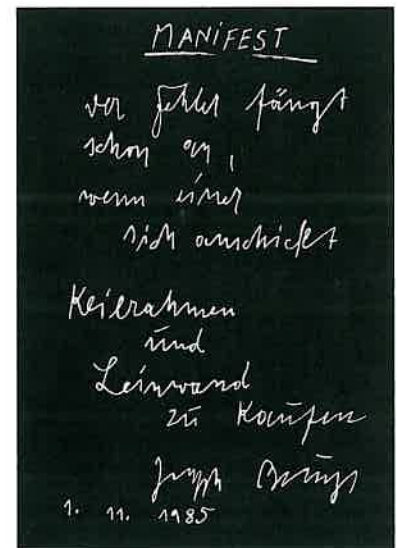 MANIFEST
der Fehler fängt
schon an,
wenn einer
sich anschickt
Keilrahmen
und
Leinwand
zu Kaufen
Joseph Beuys
1. 11. 1985